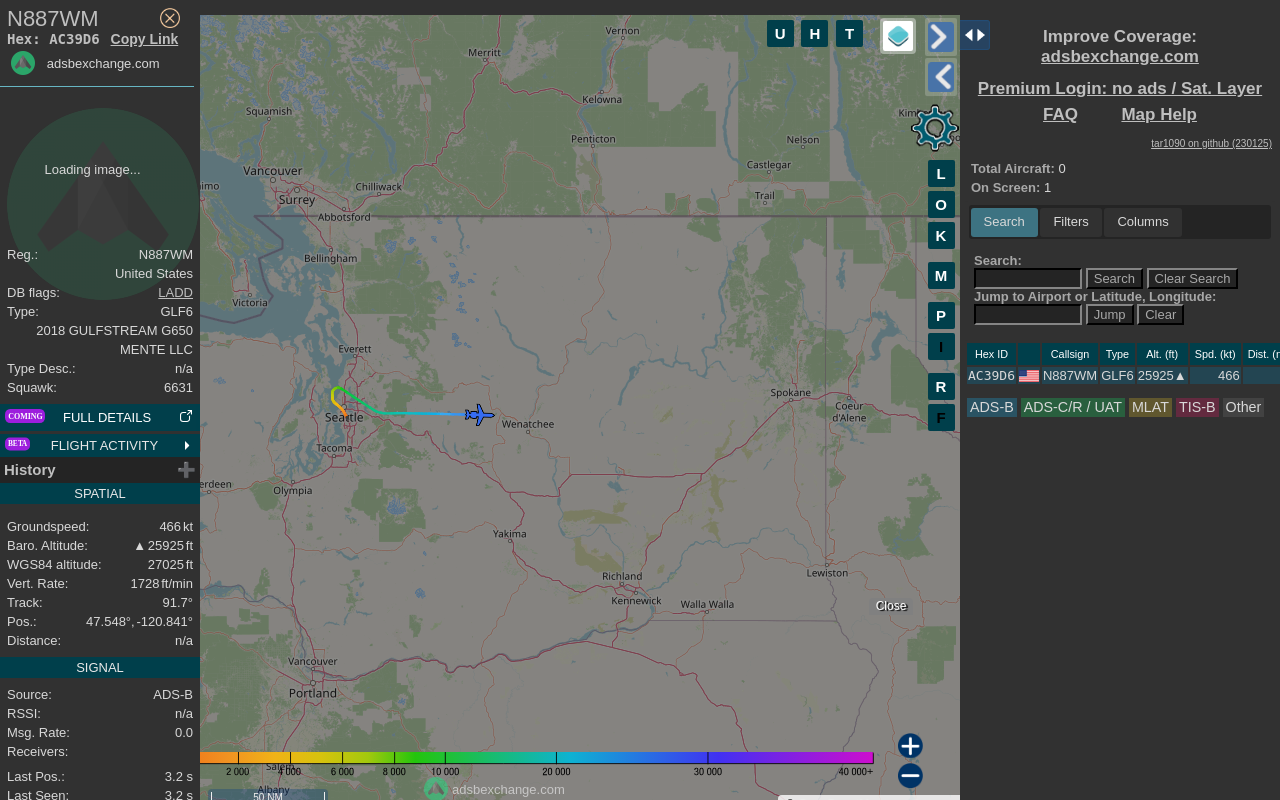 N887WM
Hex: AC39D6 Copy Link
adsbexchange.com
Loading image...
Reg.: N887WM
United States
DB flags: LADD
Type: GLF6
2018 GULFSTREAM G650
MENTE LLC
Type Desc.: n/a
Squawk: 6631
COMING FULL DETAILS
BETA FLIGHT ACTIVITY
History
SPATIAL
Groundspeed: 466 kt
Baro. Altitude: ▲ 25925 ft
WGS84 altitude: 27025 ft
Vert. Rate: 1728 ft/min
Track: 91.7°
Pos.: 47.548°, -120.841°
Distance: n/a
SIGNAL
Source: ADS-B
RSSI: n/a
Msg. Rate: 0.0
Receivers:
Last Pos.: 3.2 s
Last Seen: 3.2 s
U H T
L
O
K
M
P
I
R
F
Vernon
Merritt
Kelowna
Squamish
Penticton
Nelson
Vancouver
Castlegar
naimo
Chilliwack
Surrey
Trail
Abbotsford
Bellingham
Victoria
Everett
Spokane
Seattle
Coeur
d'Alene
Wenatchee
Tacoma
erdeen
Olympia
Yakima
Richland
Lewiston
Kennewick
Walla Walla
Close
Vancouver
Portland
Salem
Albany
2 000 4 000 6 000 8 000 10 000 20 000 30 000 40 000+
50 NM
adsbexchange.com
Improve Coverage:
adsbexchange.com
Premium Login: no ads / Sat. Layer
FAQ Map Help
tar1090 on github (230125)
Total Aircraft: 0
On Screen: 1
Search Filters Columns
Search:
Search Clear Search
Jump to Airport or Latitude, Longitude:
Jump Clear
Hex ID Callsign Type Alt. (ft) Spd. (kt) Dist. (n
AC39D6 N887WM GLF6 25925▲ 466
ADS-B ADS-C/R / UAT MLAT TIS-B Other